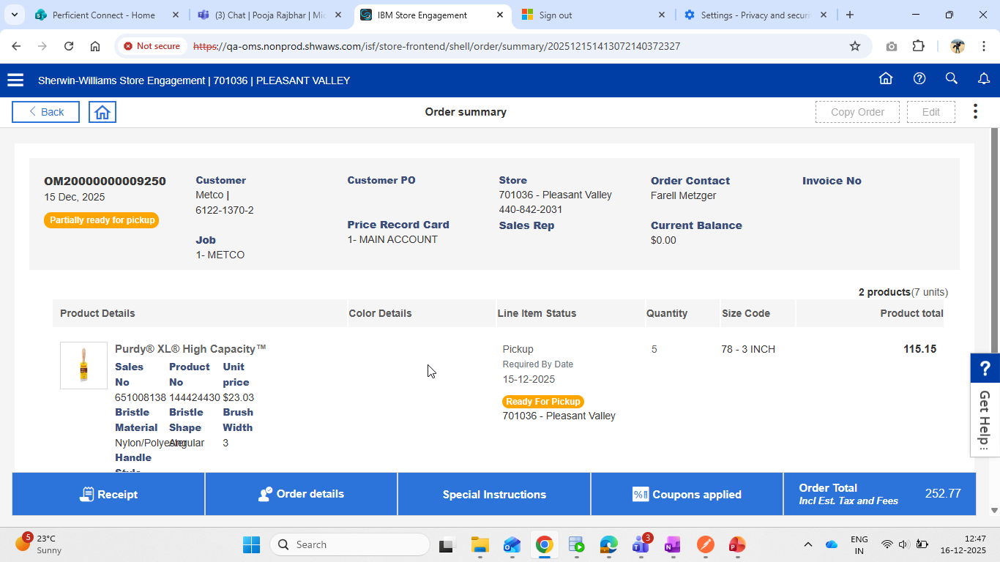 Perficient Connect - Home
(3) Chat | Pooja Rajbhar | Mic
IBM Store Engagement
Sign out
Settings - Privacy and securi
Not secure
https://qa-oms.nonprod.shwaws.com/isf/store-frontend/shell/order/summary/202512151413072140372327
Sherwin-Williams Store Engagement | 701036 | PLEASANT VALLEY
Back
Order summary
Copy Order
Edit
OM20000000009250
15 Dec, 2025
Partially ready for pickup
Customer
Metco |
6122-1370-2
Job
1- METCO
Customer PO
Price Record Card
1- MAIN ACCOUNT
Store
701036 - Pleasant Valley
440-842-2031
Sales Rep
Order Contact
Farell Metzger
Current Balance
$0.00
Invoice No
2 products(7 units)
Product Details Color Details Line Item Status Quantity Size Code Product total
Purdy® XL® High Capacity™
Sales No
651008138
Product No
144424430
Unit price
$23.03
Bristle Material
Nylon/Polyester
Bristle Shape
Angular
Brush Width
3
Handle
Style
Pickup
Required By Date
15-12-2025
Ready For Pickup
701036 - Pleasant Valley
5
78 - 3 INCH
115.15
?
Get Help
Receipt
Order details
Special Instructions
%
Coupons applied
Order Total
Incl Est. Tax and Fees
252.77
5
23°C
Sunny
Search
3
ENG
IN
12:47
16-12-2025